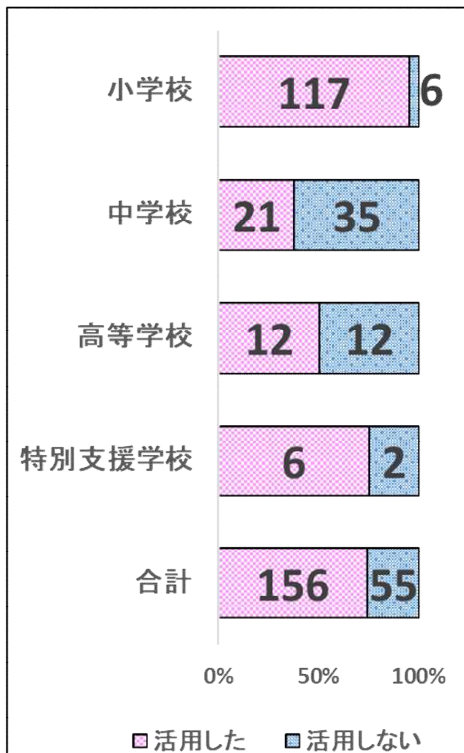 小学校 117 6
中学校 21 35
高等学校 12 12
特別支援学校 6 2
合計 156 55
0% 50% 100%
活用した 活用しない